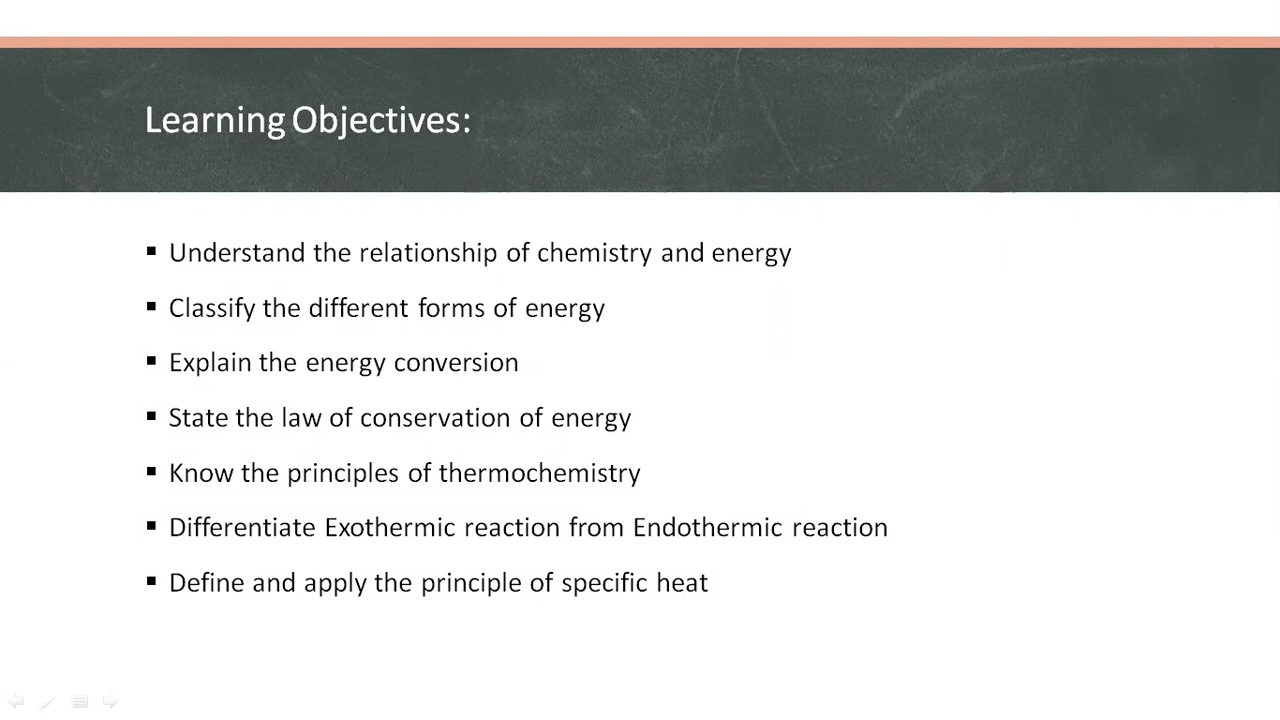 Learning Objectives:
▪ Understand the relationship of chemistry and energy
▪ Classify the different forms of energy
▪ Explain the energy conversion
▪ State the law of conservation of energy
▪ Know the principles of thermochemistry
▪ Differentiate Exothermic reaction from Endothermic reaction
▪ Define and apply the principle of specific heat